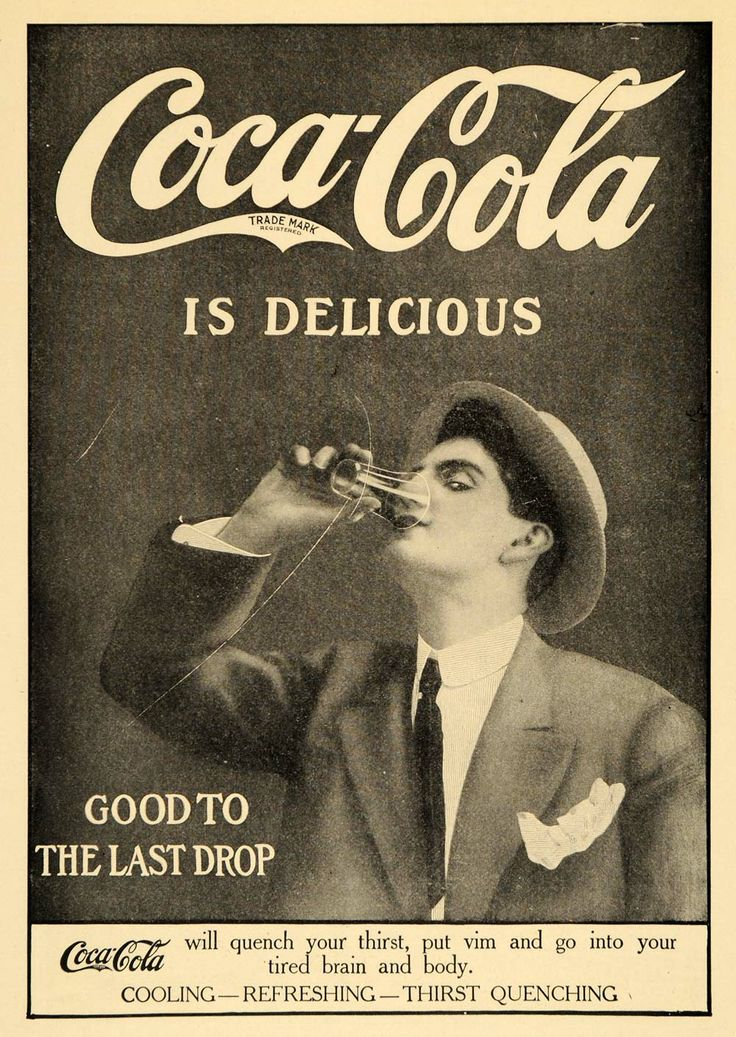 Coca-Cola
TRADE MARK
REGISTERED
IS DELICIOUS
GOOD TO
THE LAST DROP
Coca-Cola will quench your thirst, put vim and go into your
tired brain and body.
COOLING—REFRESHING—THIRST QUENCHING